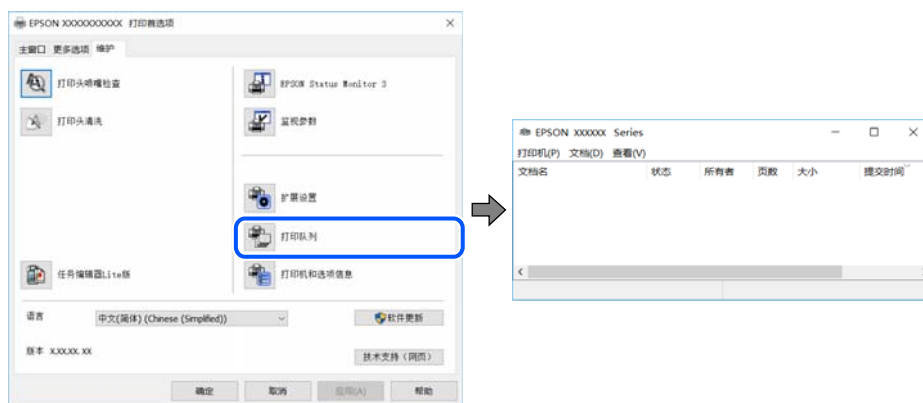 EPSON XXXXXXXXXX 打印首选项
主窗口 更多选项 维护
打印头喷嘴检查
打印头清洗
任务编辑器Lite版
EPSON Status Monitor 3
监视参数
扩展设置
打印队列
打印机和选项信息
语言 中文(简体) (Chinese (Simplified))
软件更新
版本 X.XX.XX. XX
技术支持(网页)
确定 取消 应用(A) 帮助
EPSON XXXXXX Series
打印机(P) 文档(D) 查看(V)
文档名 状态 所有者 页数 大小 提交时间